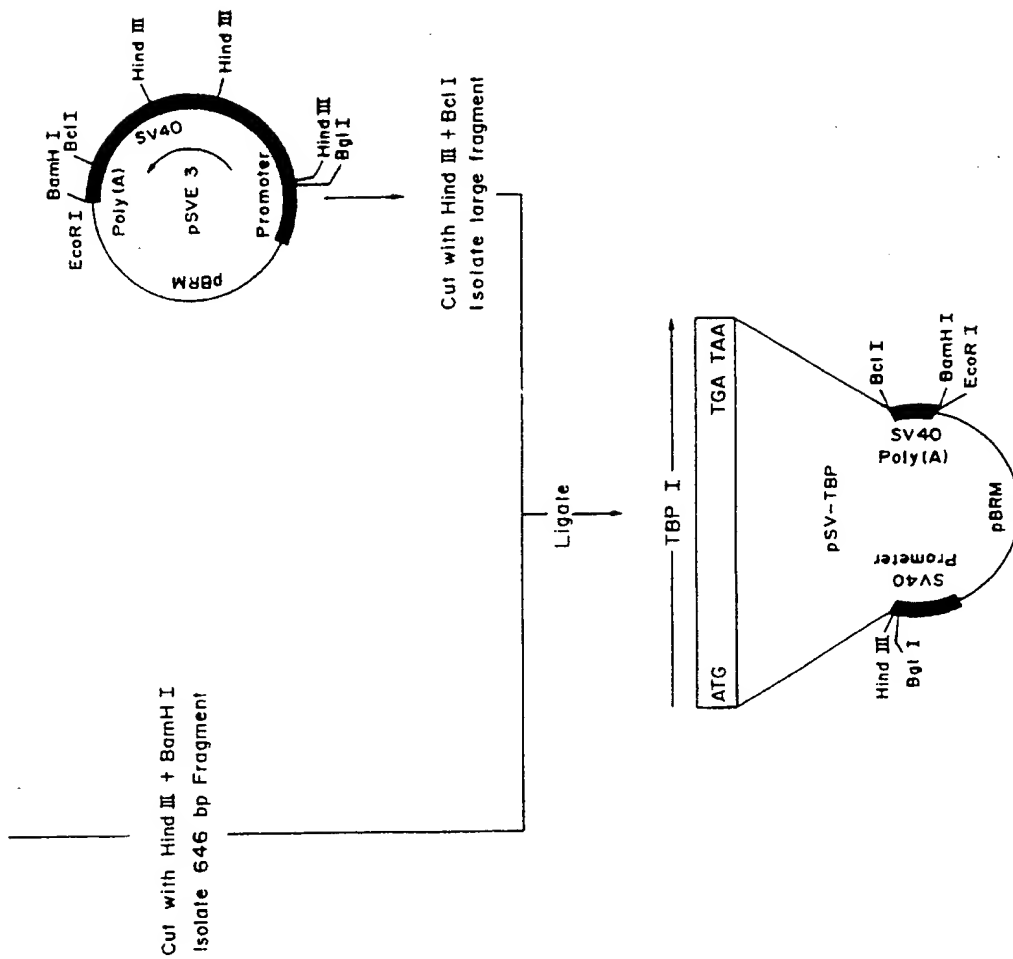 EcoR I
BamH I
Bcl I
Hind III
Hind III
Poly(A)
SV40
pSVE 3
Promoter
pBRM
Hind III
Bgl I
Cut with Hind III + BamH I
Isolate 646 bp Fragment
Cut with Hind III + Bcl I
Isolate large fragment
Ligate
TBP I
ATG
TGA TAA
pSV-TBP
Hind III
Bgl I
SV40
Promoter
SV40
Poly(A)
Bcl I
BamH I
EcoR I
pBRM